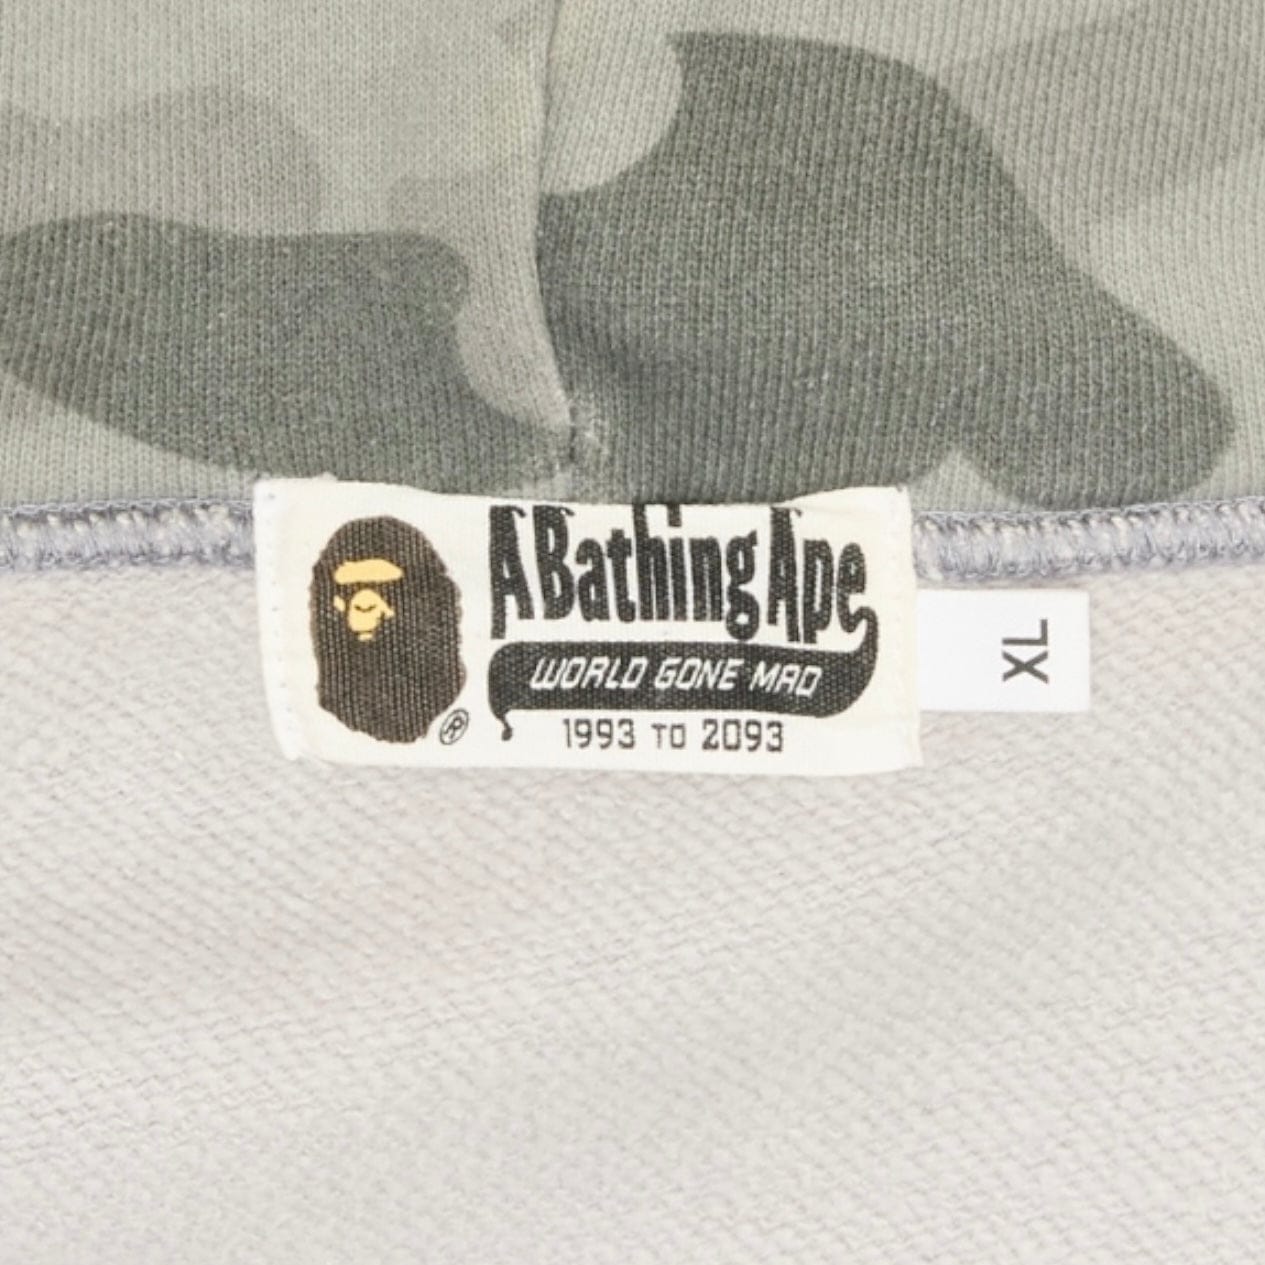 A Bathing Ape
WORLD GONE MAD
1993 TO 2093
®
XL